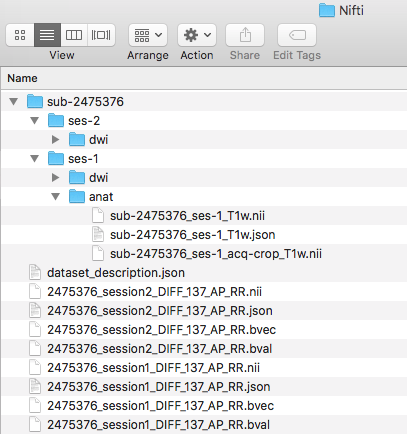 Nifti
View Arrange Action Share Edit Tags
Name
sub-2475376
ses-2
dwi
ses-1
dwi
anat
sub-2475376_ses-1_T1w.nii
sub-2475376_ses-1_T1w.json
sub-2475376_ses-1_acq-crop_T1w.nii
dataset_description.json
2475376_session2_DIFF_137_AP_RR.nii
2475376_session2_DIFF_137_AP_RR.json
2475376_session2_DIFF_137_AP_RR.bvec
2475376_session2_DIFF_137_AP_RR.bval
2475376_session1_DIFF_137_AP_RR.nii
2475376_session1_DIFF_137_AP_RR.json
2475376_session1_DIFF_137_AP_RR.bvec
2475376_session1_DIFF_137_AP_RR.bval